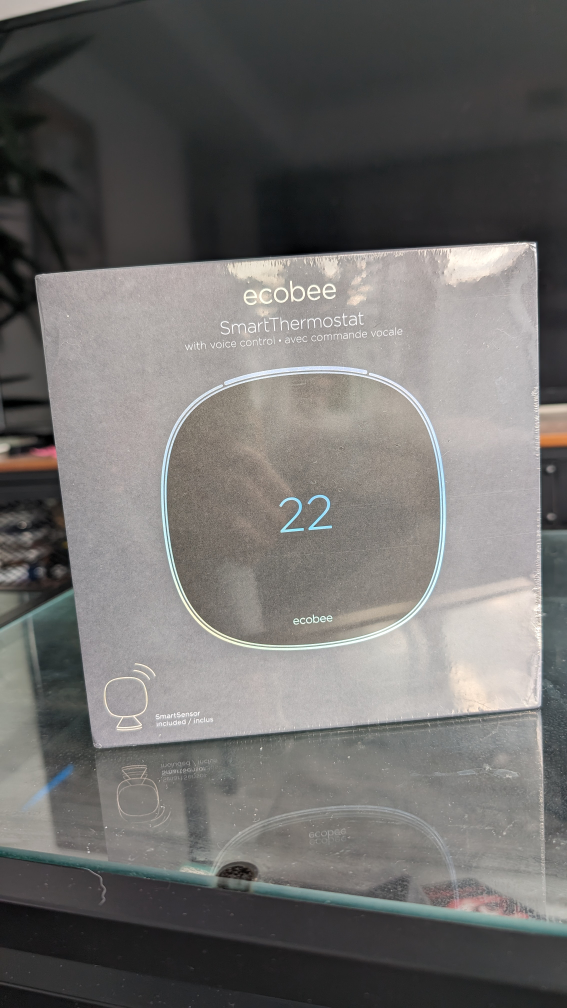 ecobee
SmartThermostat
with voice control • avec commande vocale
22
ecobee
SmartSensor
included / inclus